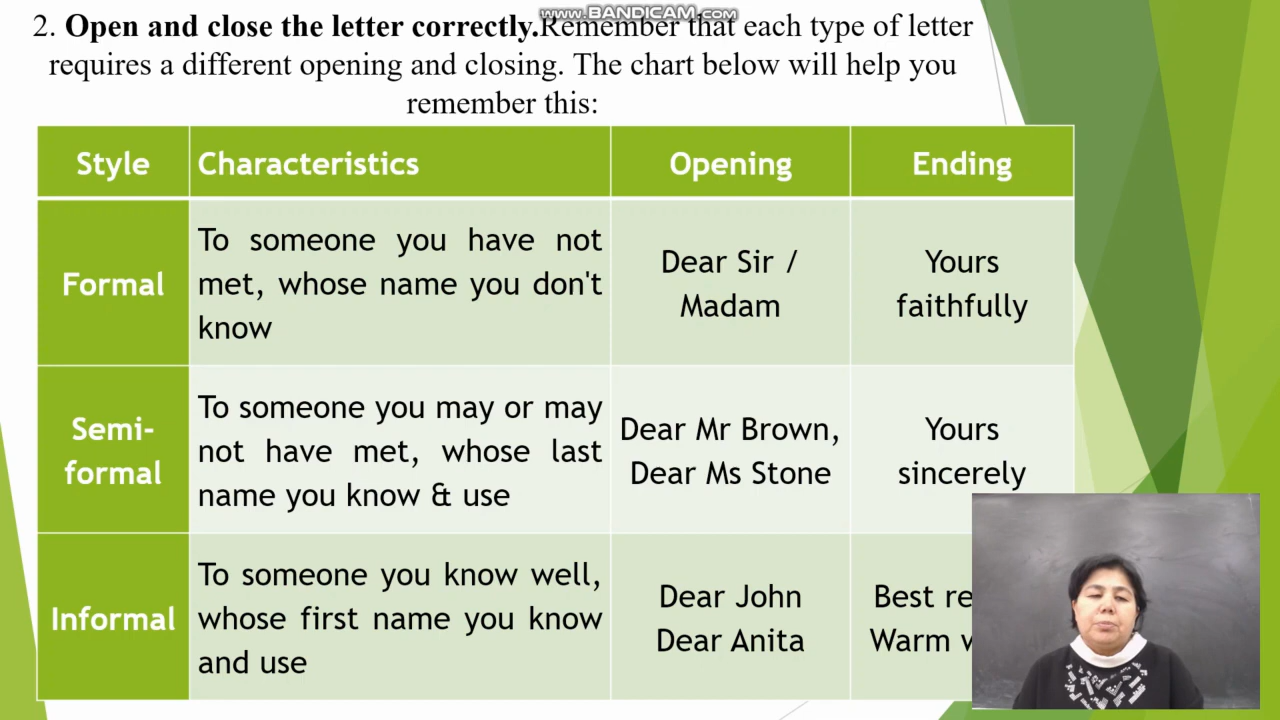 www.BANDICAM.com
2. Open and close the letter correctly.Remember that each type of letter
requires a different opening and closing. The chart below will help you
remember this:
Style Characteristics Opening Ending
Formal
To someone you have not
met, whose name you don't
know
Dear Sir /
Madam
Yours
faithfully
Semi-
formal
To someone you may or may
not have met, whose last
name you know & use
Dear Mr Brown,
Dear Ms Stone
Yours
sincerely
Informal
To someone you know well,
whose first name you know
and use
Dear John
Dear Anita
Best
Warm